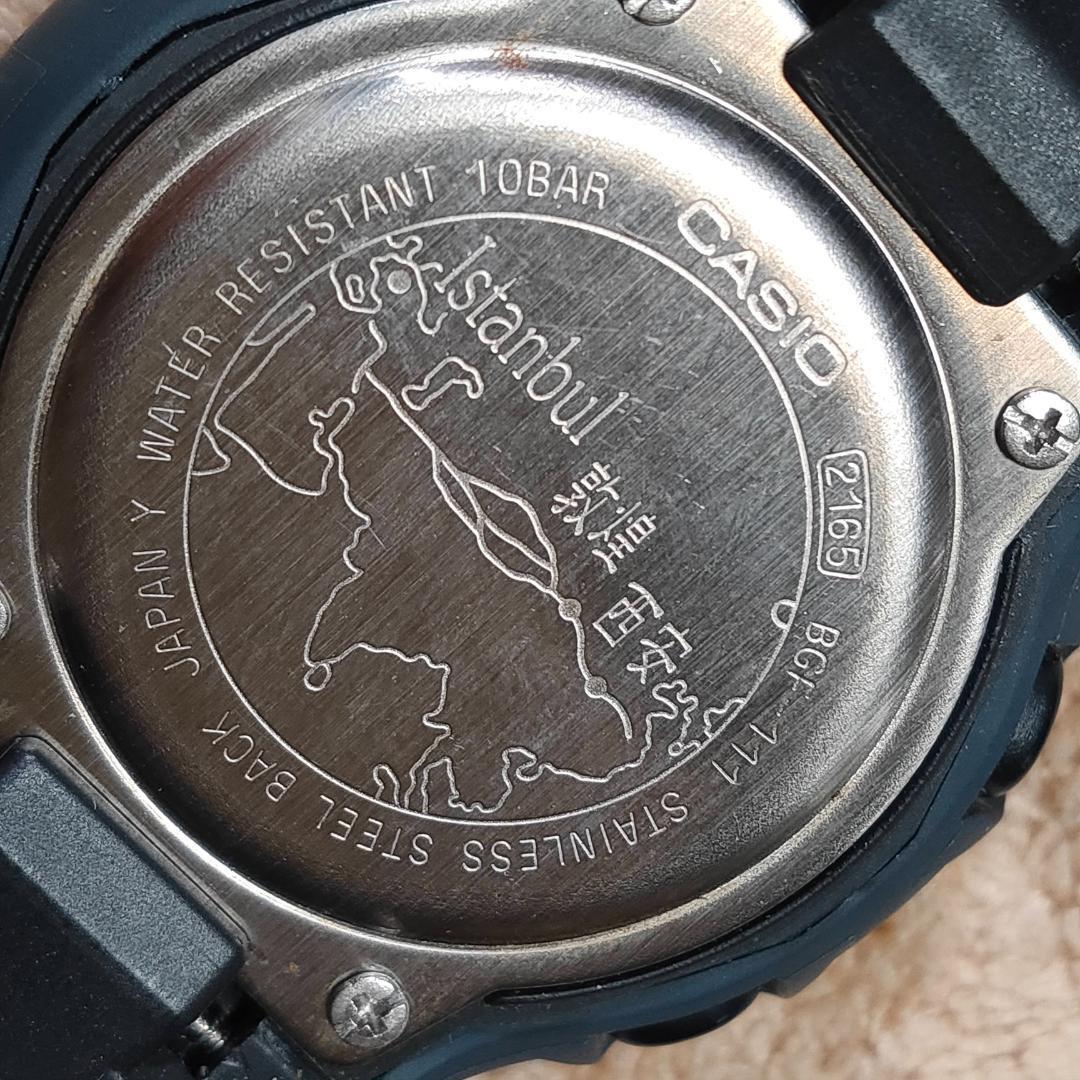 CASIO
2165 BGF-111 STAINLESS STEEL BACK JAPAN Y WATER RESISTANT 10BAR
Istanbul
敦煌
西安